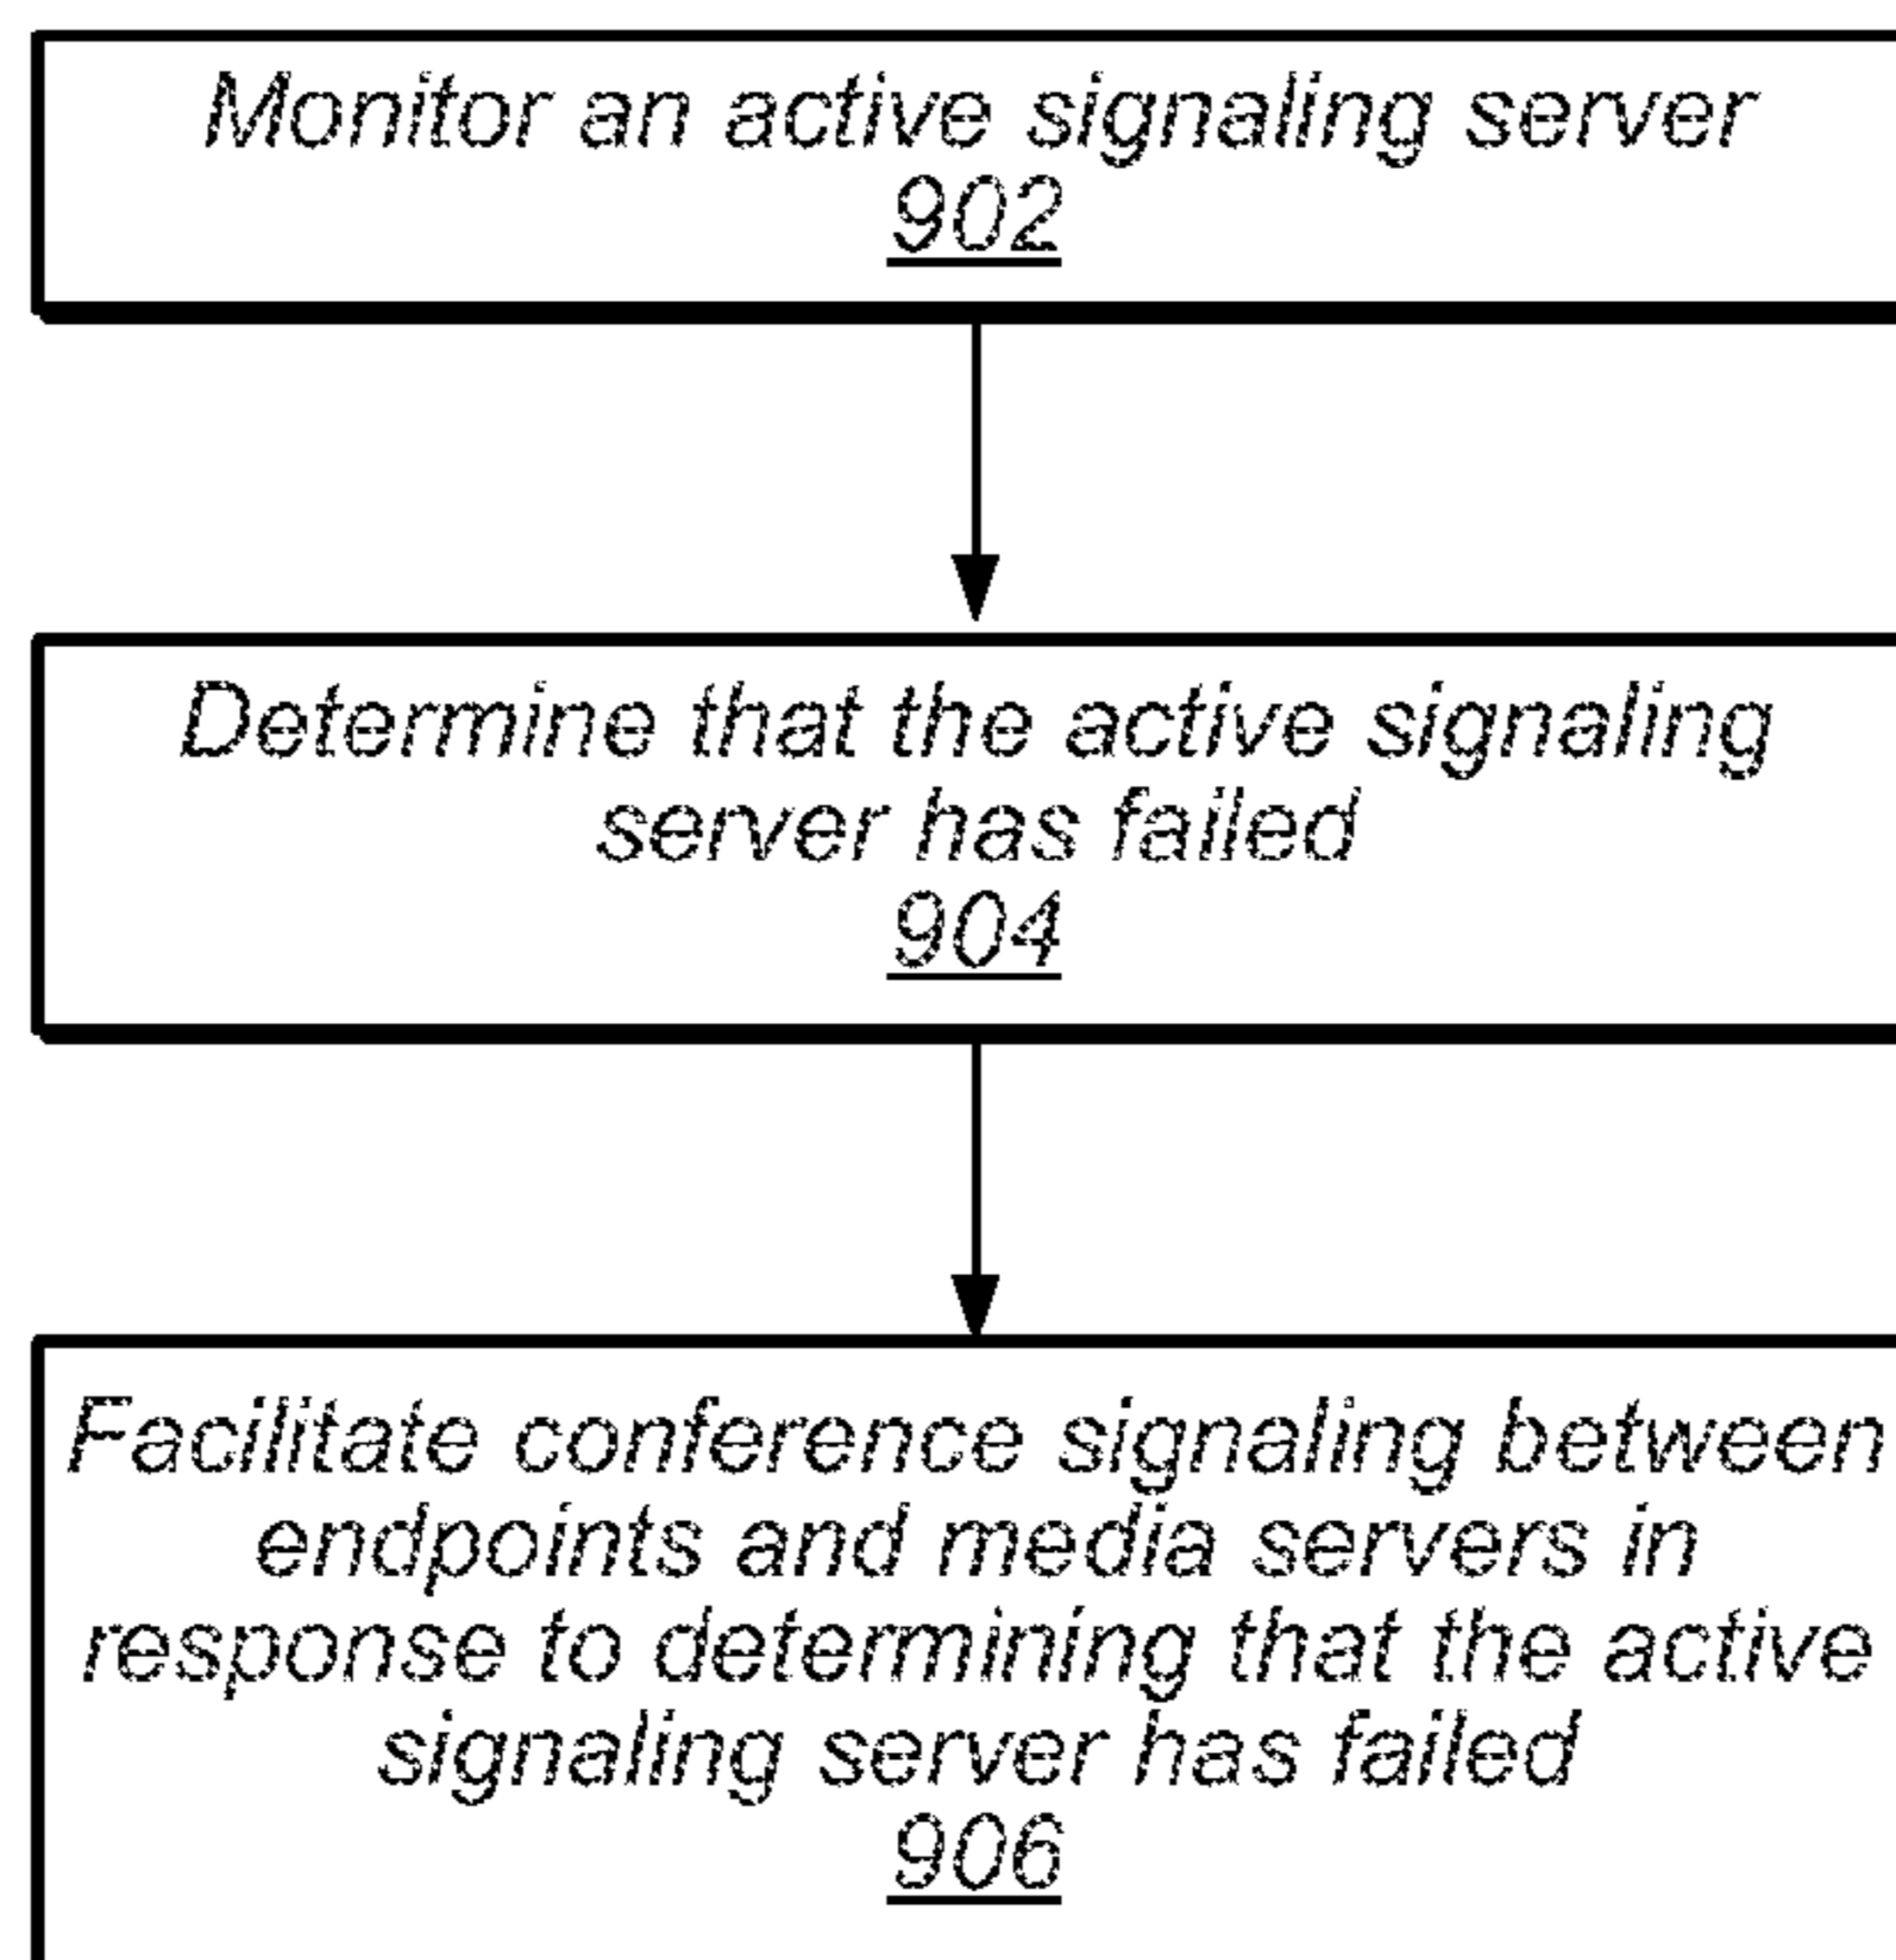 Monitor an active signaling server
902
Determine that the active signaling
server has failed
904
Facilitate conference signaling between
endpoints and media servers in
response to determining that the active
signaling server has failed
906